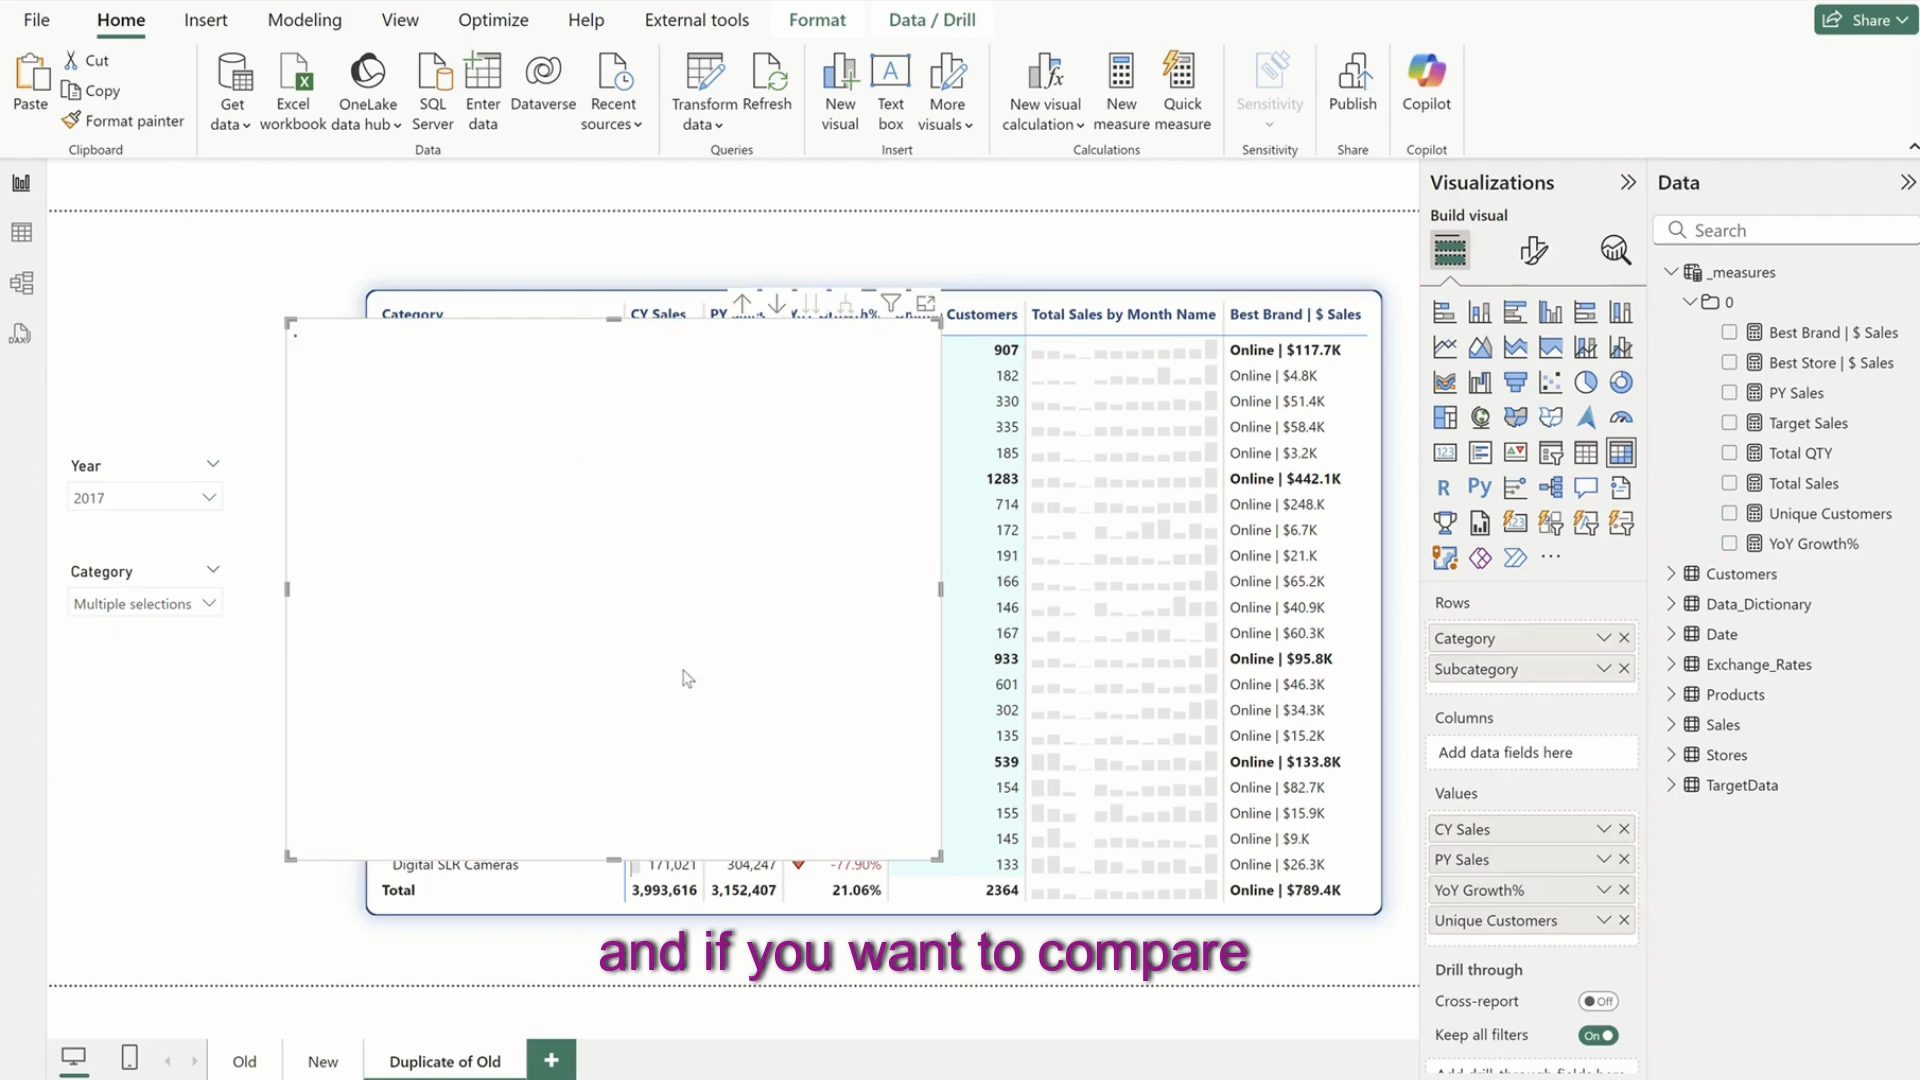 File Home Insert Modeling View Optimize Help External tools Format Data / Drill Share
Cut
Copy
Format painter
Paste
Get data
Excel workbook
OneLake data hub
SQL Server
Enter data
Dataverse
Recent sources
Transform data
Refresh
New visual
Text box
More visuals
New visual calculation
New measure
Quick measure
Sensitivity
Publish
Copilot
Clipboard Data Queries Insert Calculations Sensitivity Share Copilot
DAX
Year
2017
Category
Multiple selections
Category CY Sales PY Customers Total Sales by Month Name Best Brand | $ Sales
907 Online | $117.7K
182 Online | $4.8K
330 Online | $51.4K
335 Online | $58.4K
185 Online | $3.2K
1283 Online | $442.1K
714 Online | $248.K
172 Online | $6.7K
191 Online | $21.K
166 Online | $65.2K
146 Online | $40.9K
167 Online | $60.3K
933 Online | $95.8K
601 Online | $46.3K
302 Online | $34.3K
135 Online | $15.2K
539 Online | $133.8K
154 Online | $82.7K
155 Online | $15.9K
145 Online | $9.K
Digital SLR Cameras 171,021 304,247 -77.90% 133 Online | $26.3K
Total 3,993,616 3,152,407 21.06% 2364 Online | $789.4K
and if you want to compare
Old New Duplicate of Old +
Visualizations
Build visual
123
R Py
123
Rows
Category
Subcategory
Columns
Add data fields here
Values
CY Sales
PY Sales
YoY Growth%
Unique Customers
Drill through
Cross-report Off
Keep all filters On
Add drill-through fields here
Data
Search
_measures
0
Best Brand | $ Sales
Best Store | $ Sales
PY Sales
Target Sales
Total QTY
Total Sales
Unique Customers
YoY Growth%
Customers
Data_Dictionary
Date
Exchange_Rates
Products
Sales
Stores
TargetData